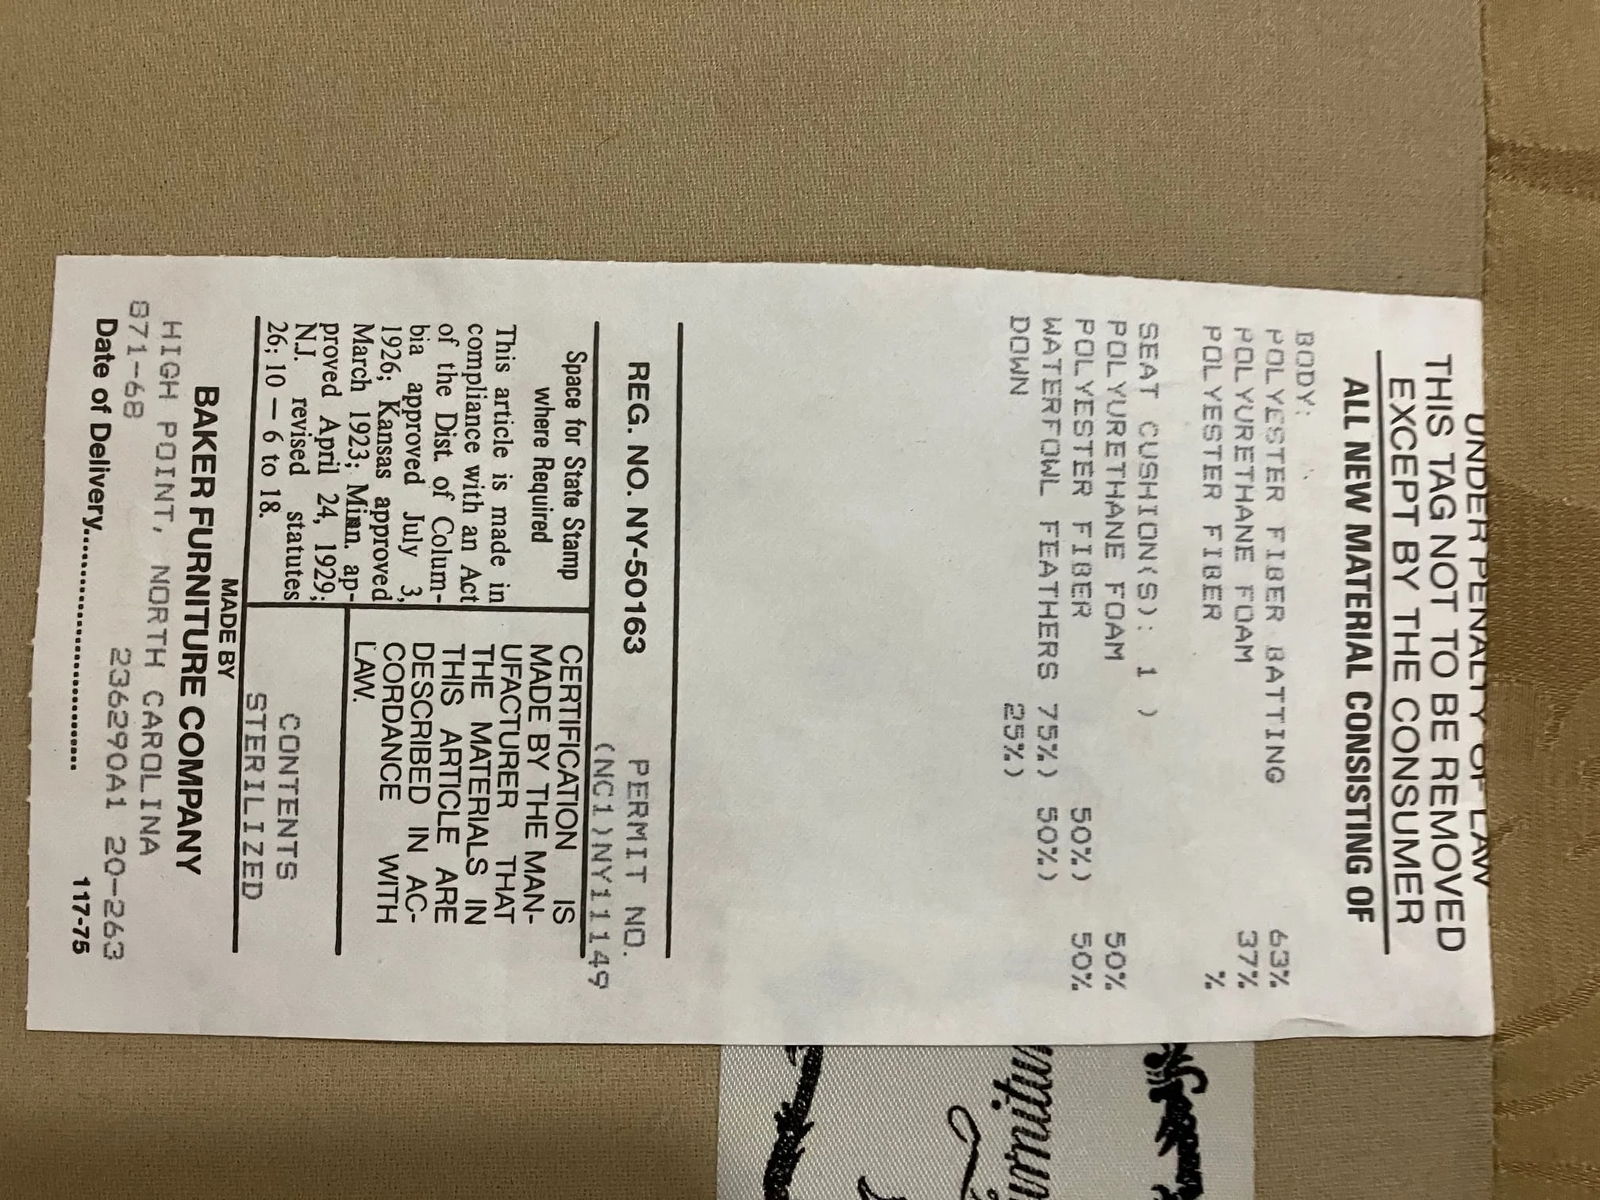 UNDER PENALTY OF LAW
THIS TAG NOT TO BE REMOVED
EXCEPT BY THE CONSUMER
ALL NEW MATERIAL CONSISTING OF
BODY:
POLYESTER FIBER BATTING 63%
POLYURETHANE FOAM 37%
POLYESTER FIBER %
SEAT CUSHION(S): 1 )
POLYURETHANE FOAM 50%
POLYESTER FIBER 50%) 50%
WATERFOWL FEATHERS 75%) 50%)
DOWN 25%)
REG. NO. NY-50163 PERMIT NO.
(NC1)NY11149
Space for State Stamp
where Required
This article is made in
compliance with an Act
of the Dist. of Colum-
bia approved July 3,
1926; Kansas approved
March 1923; Minn. ap-
proved April 24, 1929;
N.J. revised statutes
26; 10 — 6 to 18.
CERTIFICATION IS
MADE BY THE MAN-
UFACTURER THAT
THE MATERIALS IN
THIS ARTICLE ARE
DESCRIBED IN AC-
CORDANCE WITH
LAW.
CONTENTS
STERILIZED
MADE BY
BAKER FURNITURE COMPANY
HIGH POINT, NORTH CAROLINA
871-68 236290A1 20-263
Date of Delivery.................................. 117-75